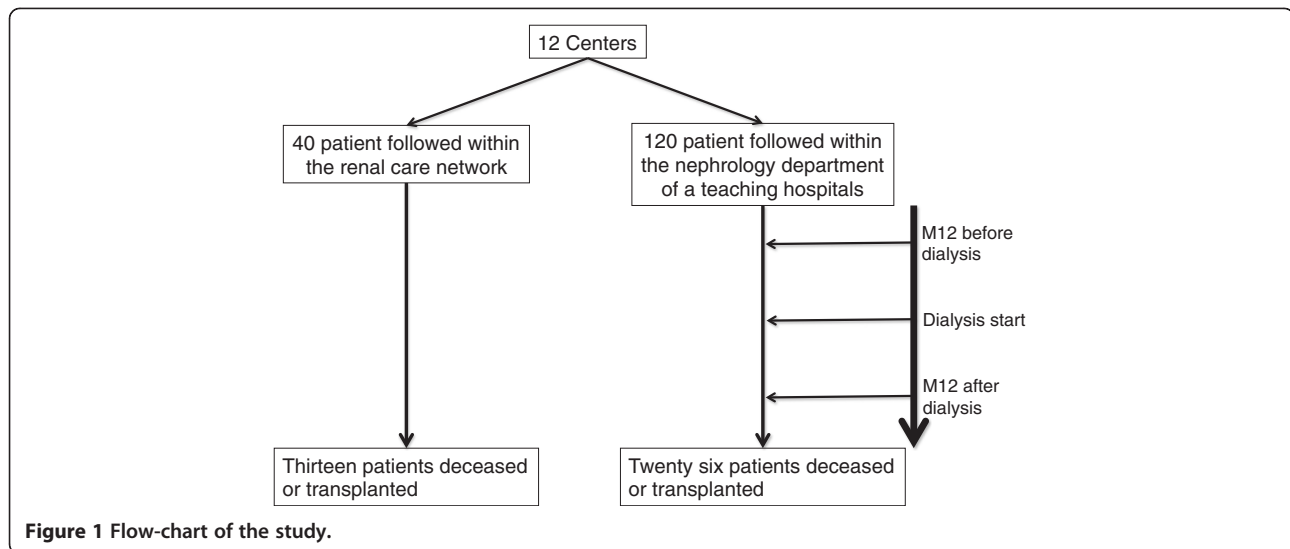 12 Centers
40 patient followed within
the renal care network
120 patient followed within
the nephrology department
of a teaching hospitals
M12 before
dialysis
Dialysis start
M12 after
dialysis
Thirteen patients deceased
or transplanted
Twenty six patients deceased
or transplanted
Figure 1 Flow-chart of the study.